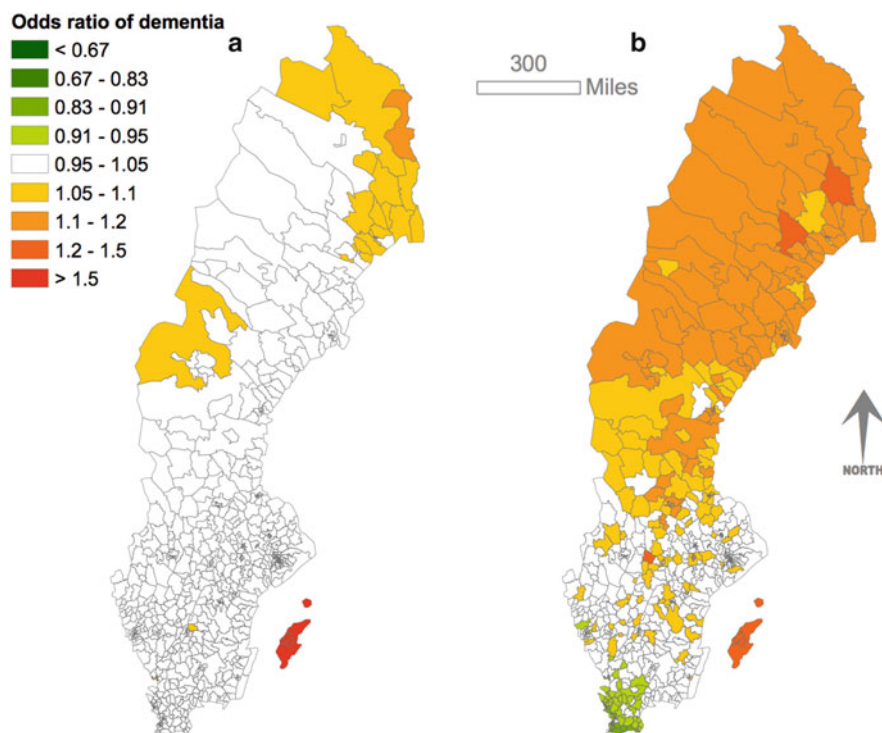 Odds ratio of dementia
a
b
< 0.67
0.67 - 0.83
0.83 - 0.91
0.91 - 0.95
0.95 - 1.05
1.05 - 1.1
1.1 - 1.2
1.2 - 1.5
> 1.5
300
Miles
NORTH